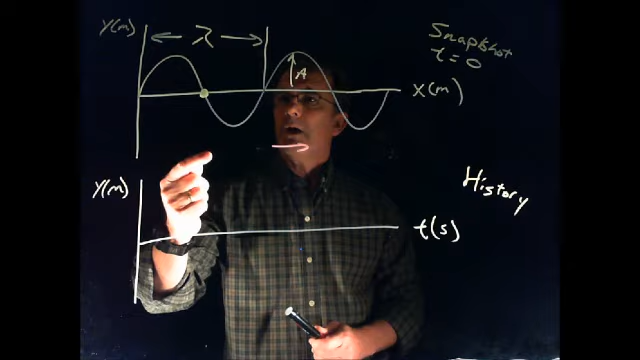 Y(m)
← λ →
Snapshot
t = 0
A
X(m)
Y(m)
History
t(s)